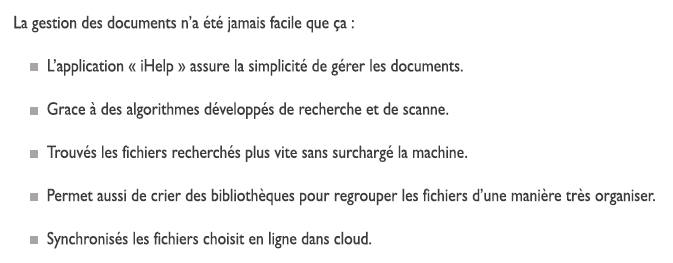 La gestion des documents n'a été jamais facile que ça :
L'application « iHelp » assure la simplicité de gérer les documents.
Grace à des algorithmes développés de recherche et de scanne.
Trouvés les fichiers recherchés plus vite sans surchargé la machine.
Permet aussi de crier des bibliothèques pour regrouper les fichiers d'une manière très organiser.
Synchronisés les fichiers choisit en ligne dans cloud.